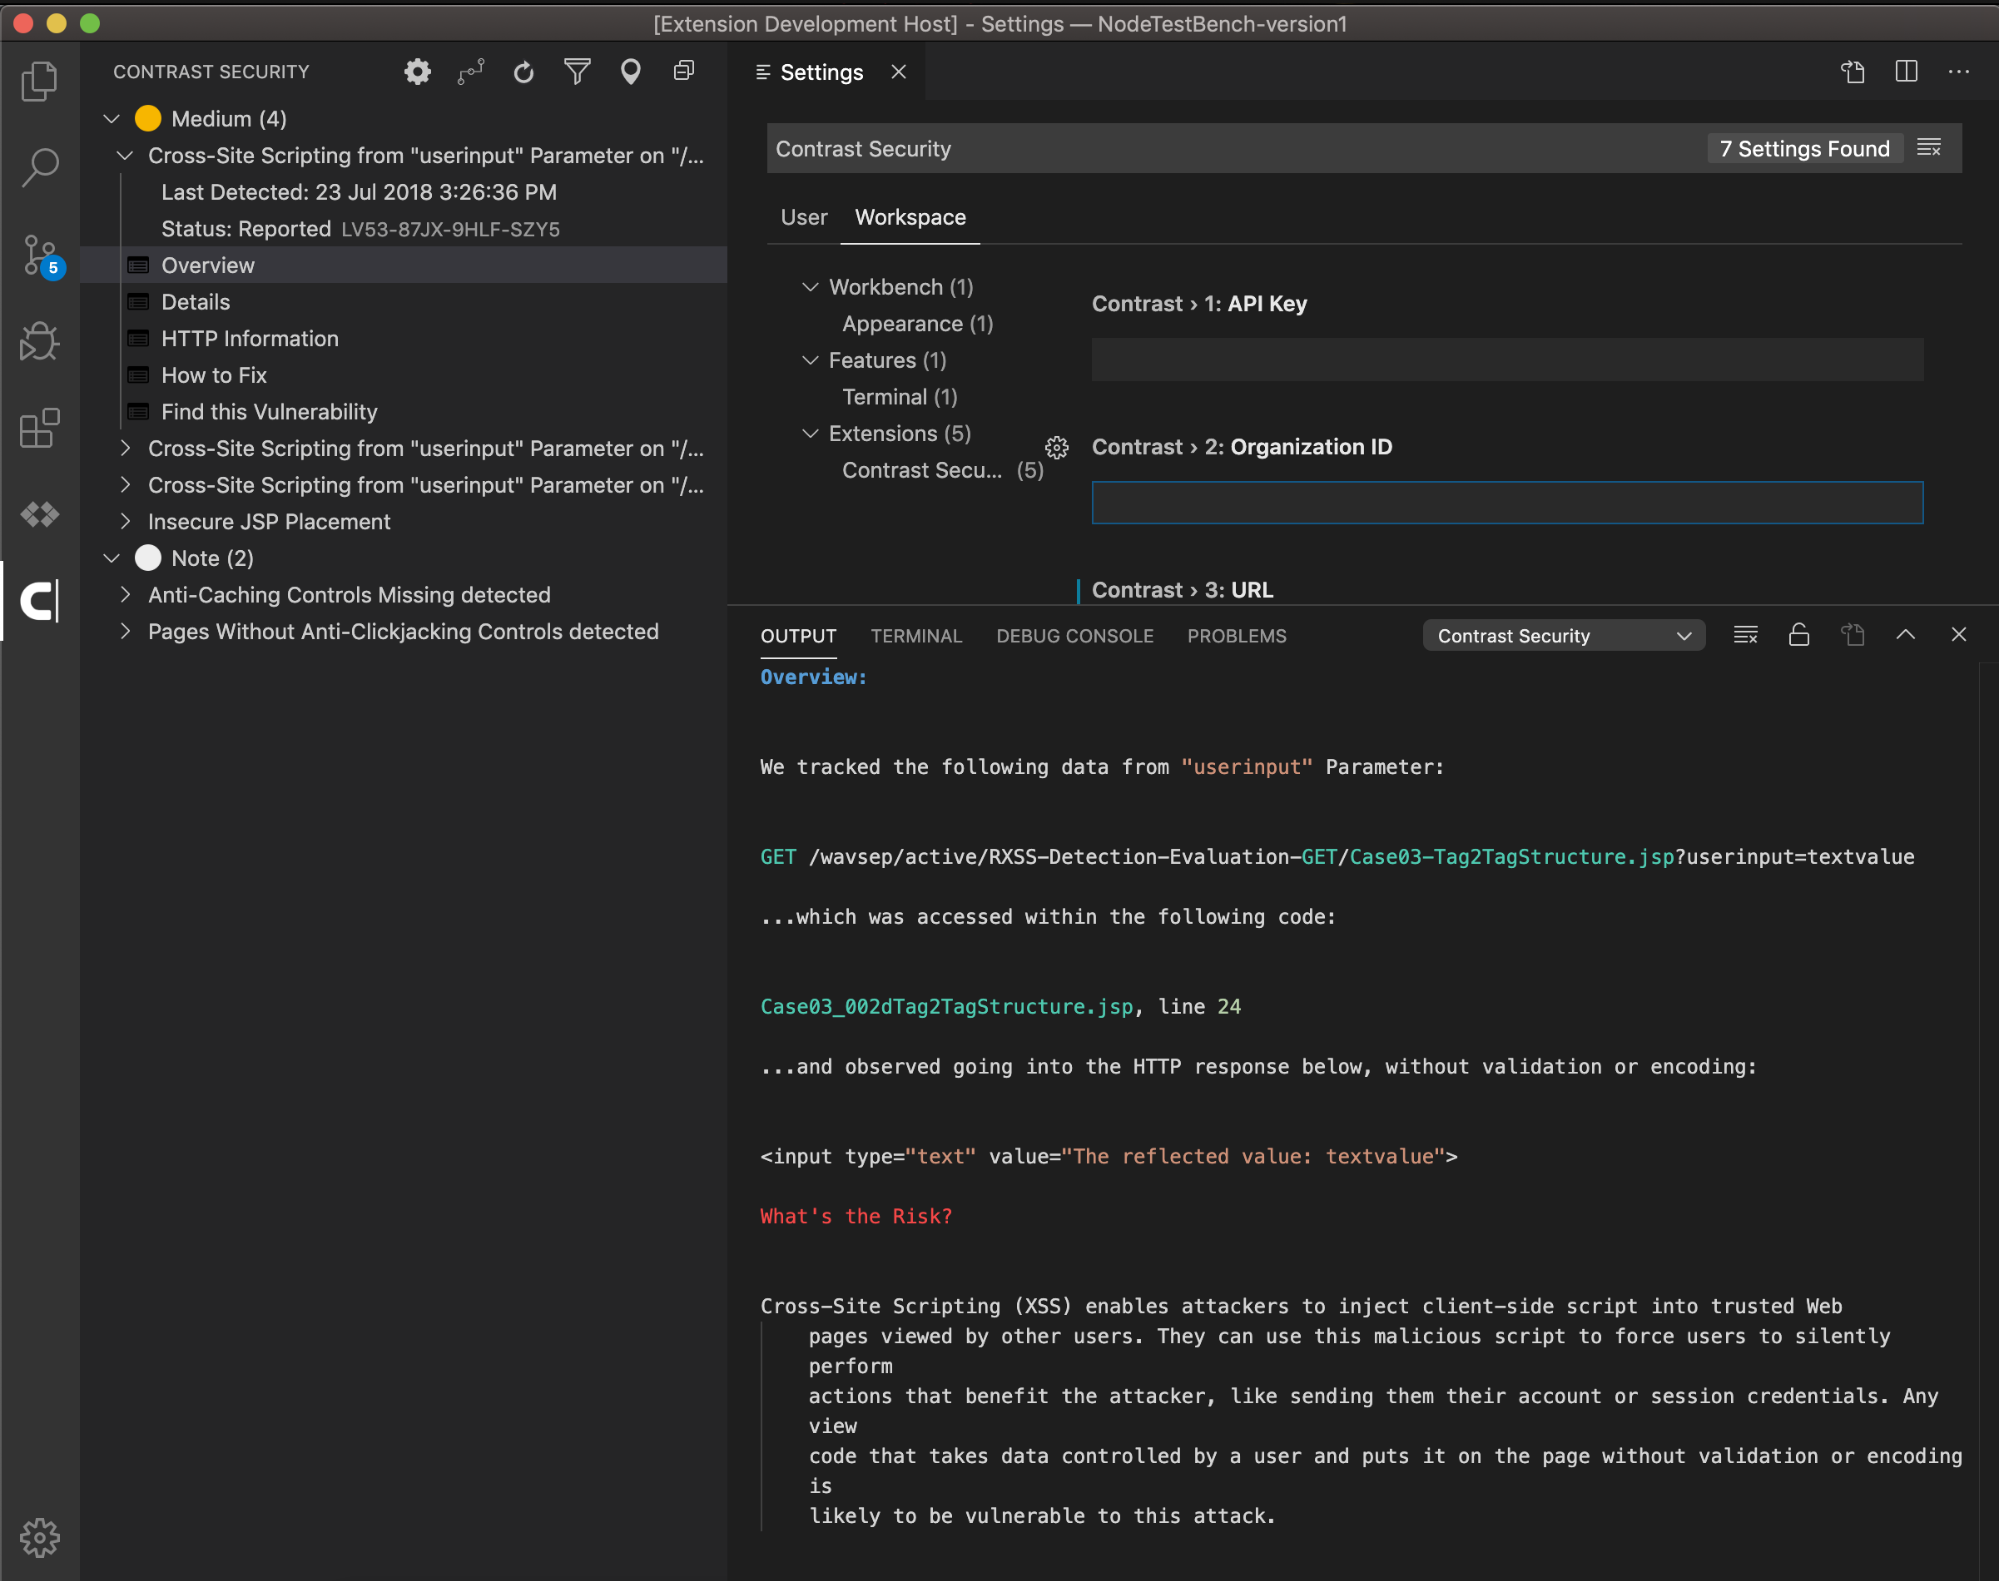 [Extension Development Host] - Settings — NodeTestBench-version1
CONTRAST SECURITY
Medium (4)
Cross-Site Scripting from "userinput" Parameter on "/...
Last Detected: 23 Jul 2018 3:26:36 PM
Status: Reported LV53-87JX-9HLF-SZY5
Overview
Details
HTTP Information
How to Fix
Find this Vulnerability
Cross-Site Scripting from "userinput" Parameter on "/...
Cross-Site Scripting from "userinput" Parameter on "/...
Insecure JSP Placement
Note (2)
Anti-Caching Controls Missing detected
Pages Without Anti-Clickjacking Controls detected
5
Settings
Contrast Security
7 Settings Found
User Workspace
Workbench (1)
Appearance (1)
Features (1)
Terminal (1)
Extensions (5)
Contrast Secu... (5)
Contrast › 1: API Key
Contrast › 2: Organization ID
Contrast › 3: URL
OUTPUT TERMINAL DEBUG CONSOLE PROBLEMS Contrast Security
Overview:
We tracked the following data from "userinput" Parameter:
GET /wavsep/active/RXSS-Detection-Evaluation-GET/Case03-Tag2TagStructure.jsp?userinput=textvalue
...which was accessed within the following code:
Case03_002dTag2TagStructure.jsp, line 24
...and observed going into the HTTP response below, without validation or encoding:
<input type="text" value="The reflected value: textvalue">
What's the Risk?
Cross-Site Scripting (XSS) enables attackers to inject client-side script into trusted Web
pages viewed by other users. They can use this malicious script to force users to silently
perform
actions that benefit the attacker, like sending them their account or session credentials. Any
view
code that takes data controlled by a user and puts it on the page without validation or encoding
is
likely to be vulnerable to this attack.